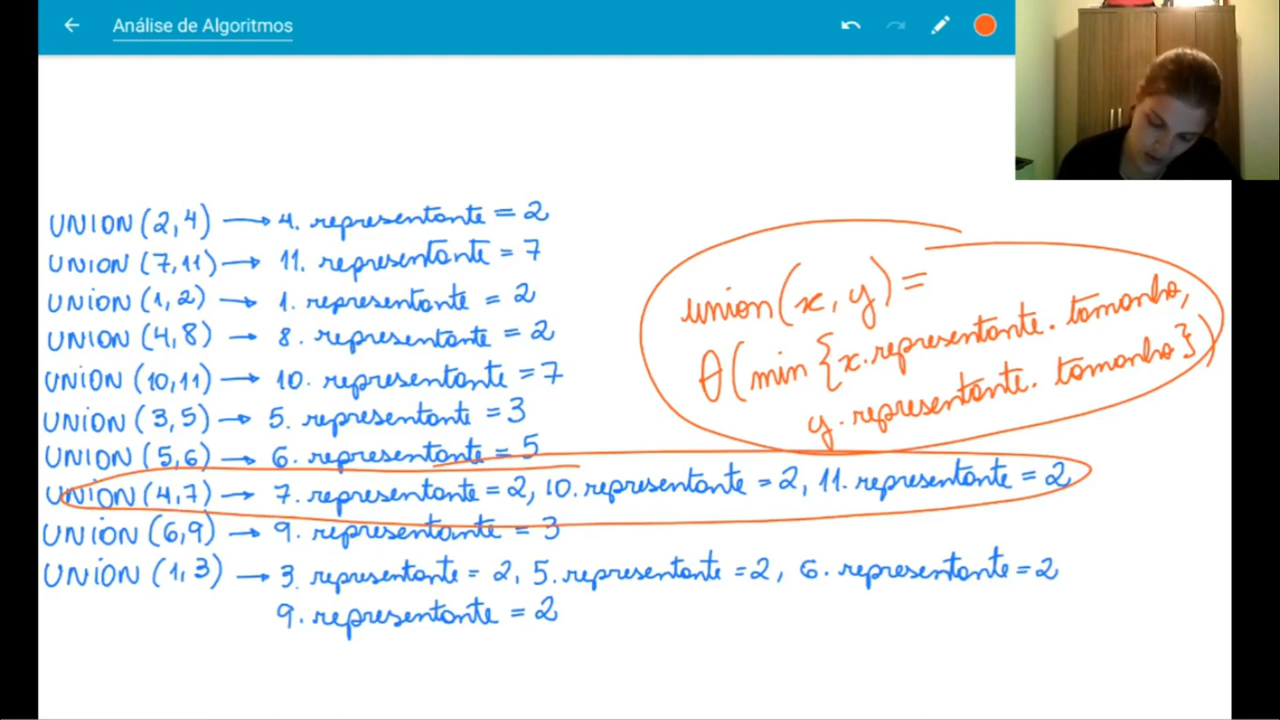 Análise de Algoritmos
UNION (2,4) → 4. representante = 2
UNION (7,11) → 11. representante = 7
UNION (1,2) → 1. representante = 2
UNION (4,8) → 8. representante = 2
UNION (10,11) → 10. representante = 7
UNION (3,5) → 5. representante = 3
UNION (5,6) → 6. representante = 5
UNION (4,7) → 7. representante = 2, 10. representante = 2, 11. representante = 2
UNION (6,9) → 9. representante = 3
UNION (1,3) → 3. representante = 2, 5. representante = 2, 6. representante = 2
9. representante = 2
union(x, y) =
θ(min {x.representante.tamanho,
y.representante.tamanho})